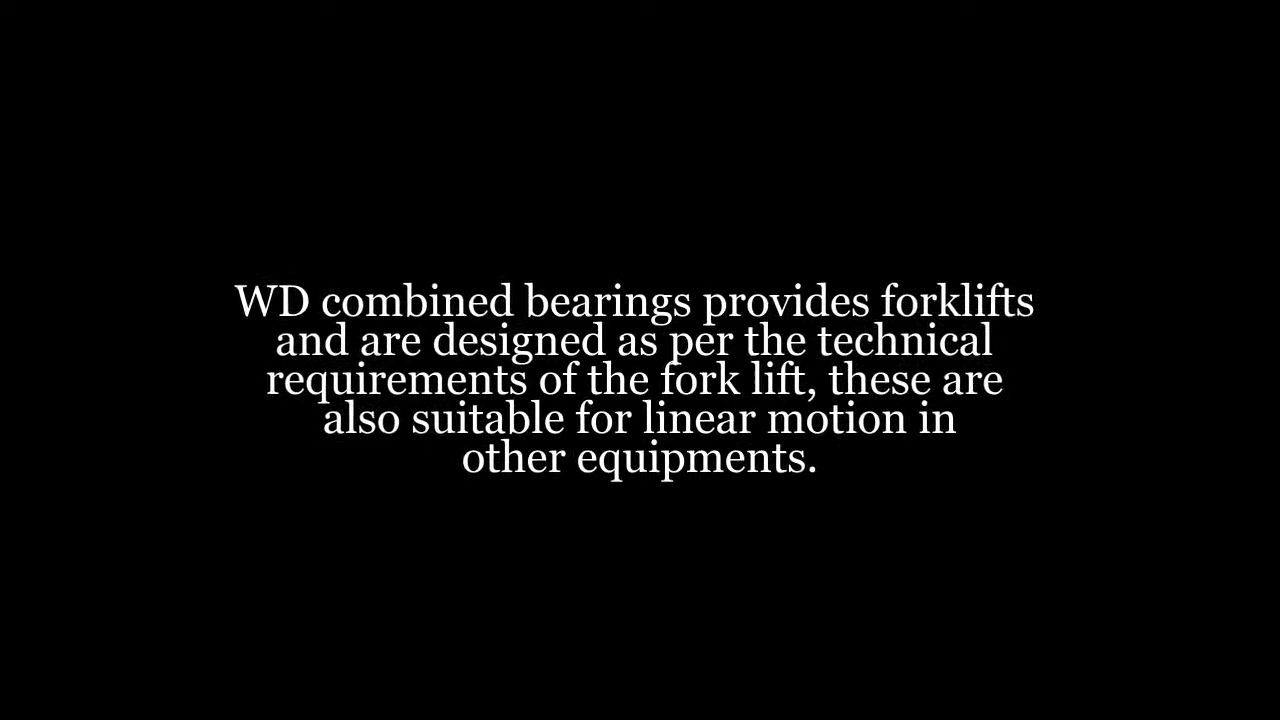 WD combined bearings provides forklifts
and are designed as per the technical
requirements of the fork lift, these are
also suitable for linear motion in
other equipments.